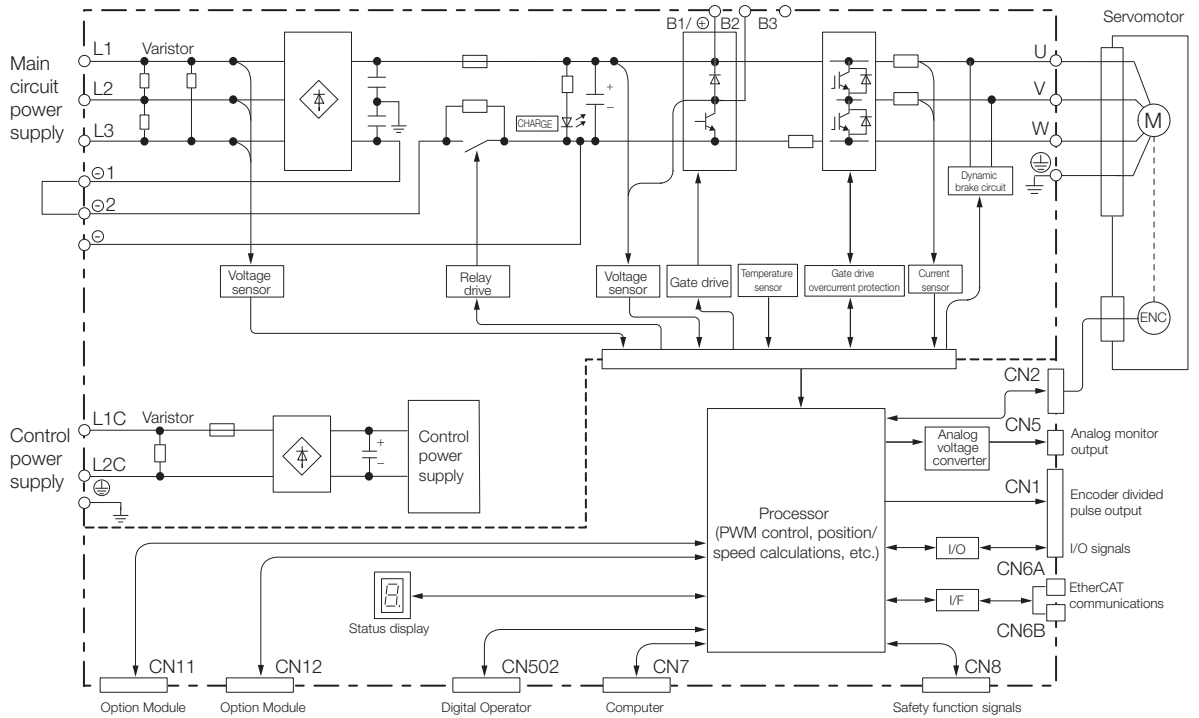 Servomotor
B1/ ⊕ B2 B3
Main
circuit
power
supply
L1
Varistor
L2
L3
⊖1
⊖2
⊖
CHARGE
+
–
U
V
W
M
Dynamic
brake circuit
Voltage
sensor
Relay
drive
Voltage
sensor
Gate drive
Temperature
sensor
Gate drive
overcurrent protection
Current
sensor
ENC
Control
power
supply
L1C
Varistor
L2C
+
–
Control
power
supply
CN2
CN5
Analog
voltage
converter
Analog monitor
output
CN1
Encoder divided
pulse output
Processor
(PWM control, position/
speed calculations, etc.)
I/O
I/O signals
CN6A
EtherCAT
communications
I/F
CN6B
8.
Status display
CN11
CN12
CN502
CN7
CN8
Option Module
Option Module
Digital Operator
Computer
Safety function signals